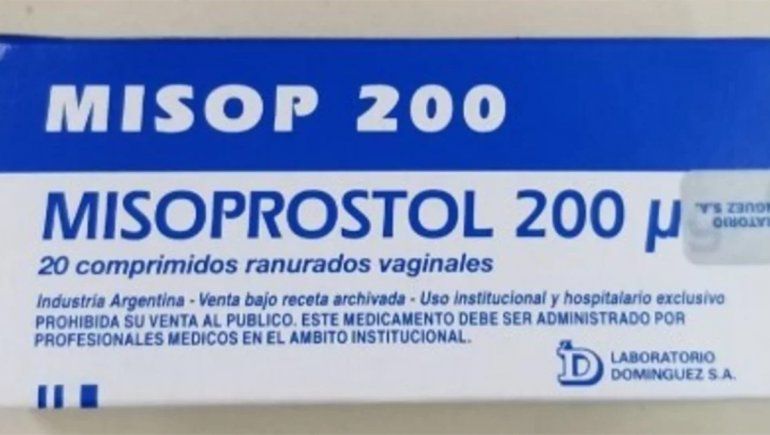 MISOP 200
MISOPROSTOL 200 µg
20 comprimidos ranurados vaginales
Industria Argentina - Venta bajo receta archivada - Uso Institucional y hospitalario exclusivo
PROHIBIDA SU VENTA AL PUBLICO. ESTE MEDICAMENTO DEBE SER ADMINISTRADO POR
PROFESIONALES MEDICOS EN EL AMBITO INSTITUCIONAL.
LABORATORIO
DOMINGUEZ S.A.